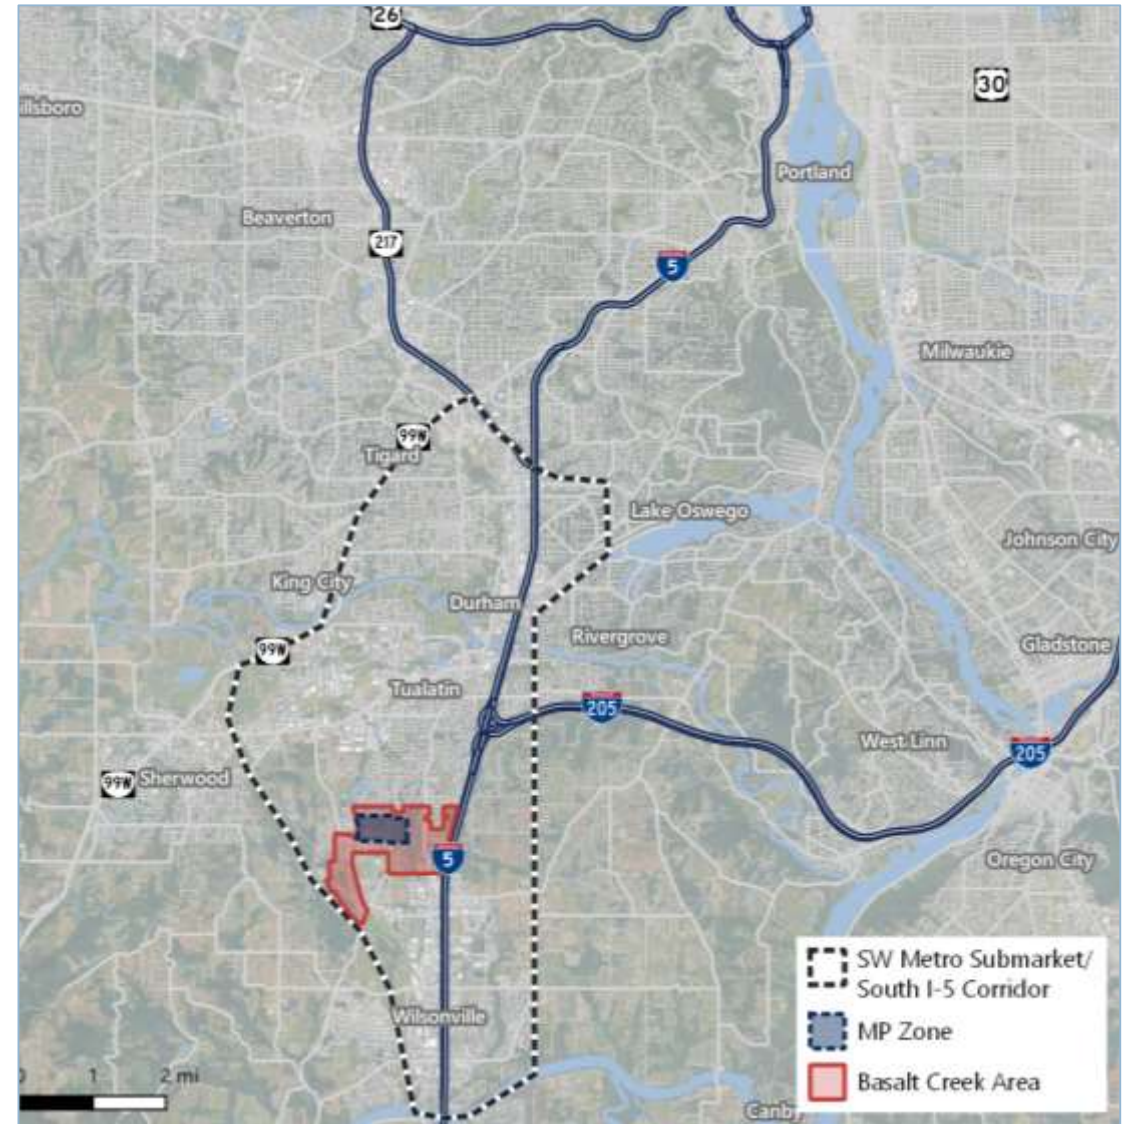 26
30
illsboro
Portland
Beaverton
217
5
Milwaukie
99W
Tigard
Lake Oswego
Johnson City
King City
Durham
Rivergrove
Gladstone
99W
Tualatin
205
West Linn
205
99W
Sherwood
5
Oregon City
SW Metro Submarket/
South I-5 Corridor
Wilsonville
MP Zone
1 2 mi
Basalt Creek Area
Canby